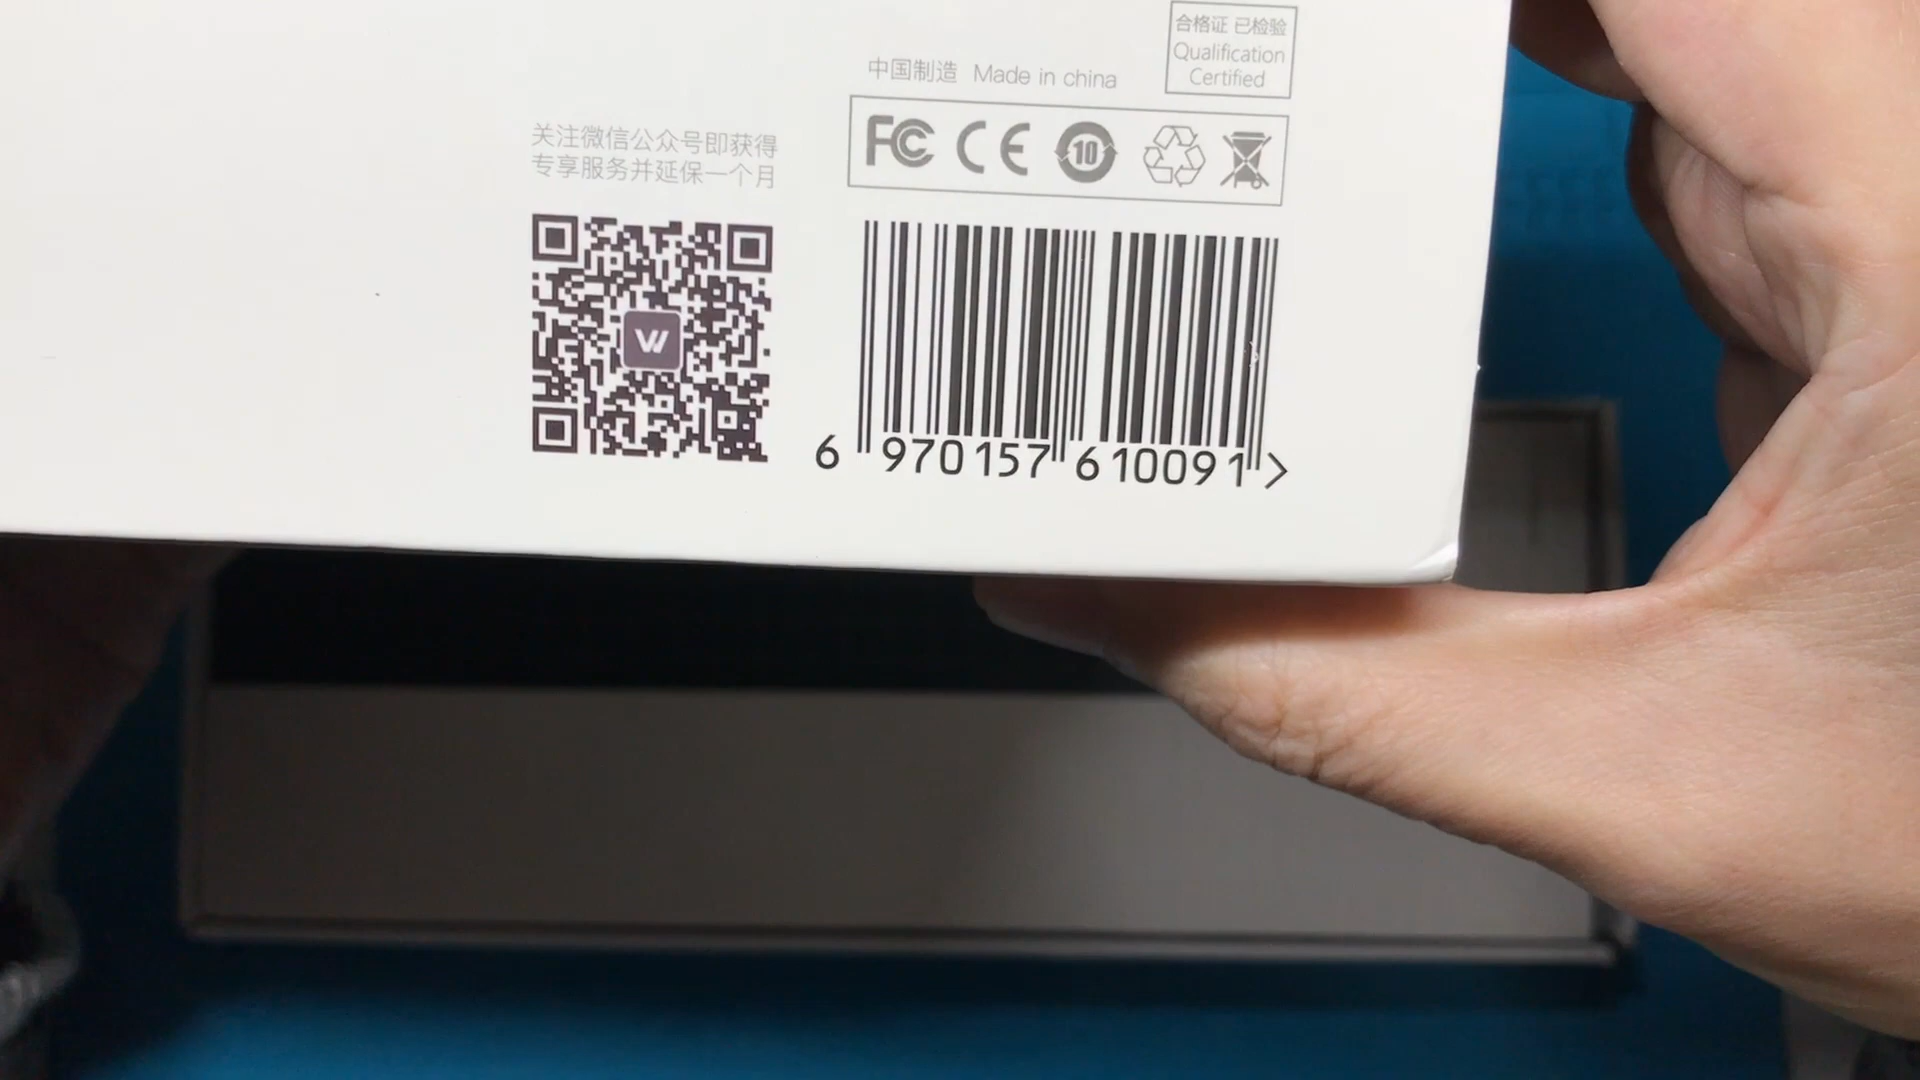 合格证 已检验
Qualification
Certified
中国制造 Made in china
FC CE 10
关注微信公众号即获得
专享服务并延保一个月
W
6 970157 610091 >